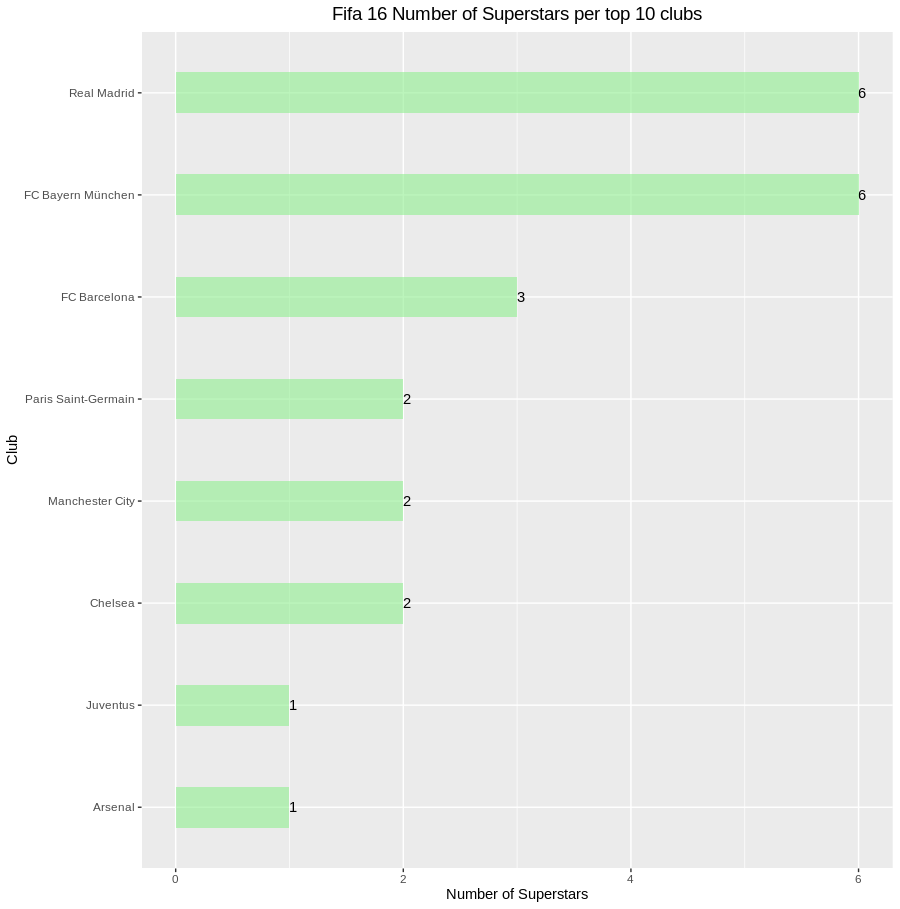 Fifa 16 Number of Superstars per top 10 clubs
Club
Real Madrid 6
FC Bayern München 6
FC Barcelona 3
Paris Saint-Germain 2
Manchester City 2
Chelsea 2
Juventus 1
Arsenal 1
0 2 4 6
Number of Superstars